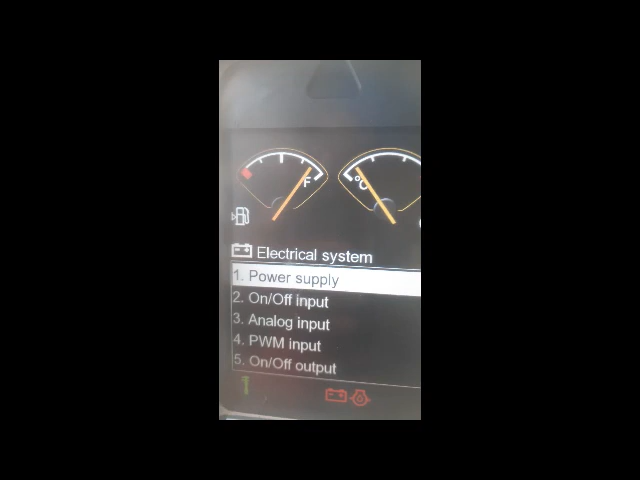 F
°C
Electrical system
1. Power supply
2. On/Off input
3. Analog input
4. PWM input
5. On/Off output